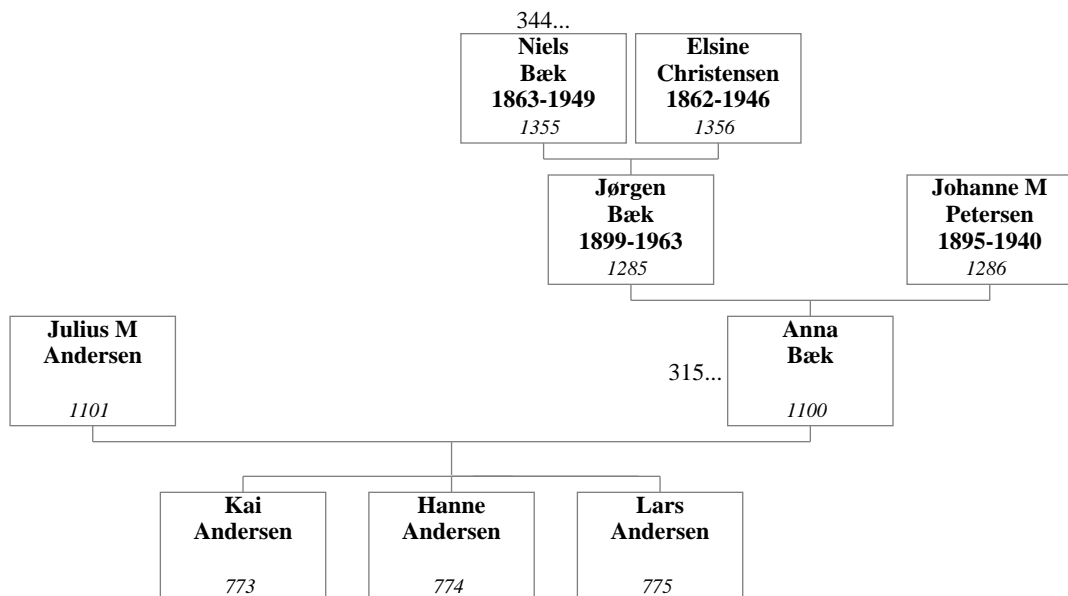 344...
Niels
Bæk
1863-1949
1355
Elsine
Christensen
1862-1946
1356
Jørgen
Bæk
1899-1963
1285
Johanne M
Petersen
1895-1940
1286
Julius M
Andersen
1101
315...
Anna
Bæk
1100
Kai
Andersen
773
Hanne
Andersen
774
Lars
Andersen
775